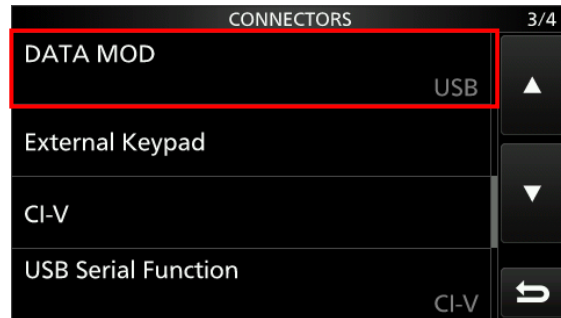 CONNECTORS 3/4
DATA MOD
USB
External Keypad
CI-V
USB Serial Function
CI-V